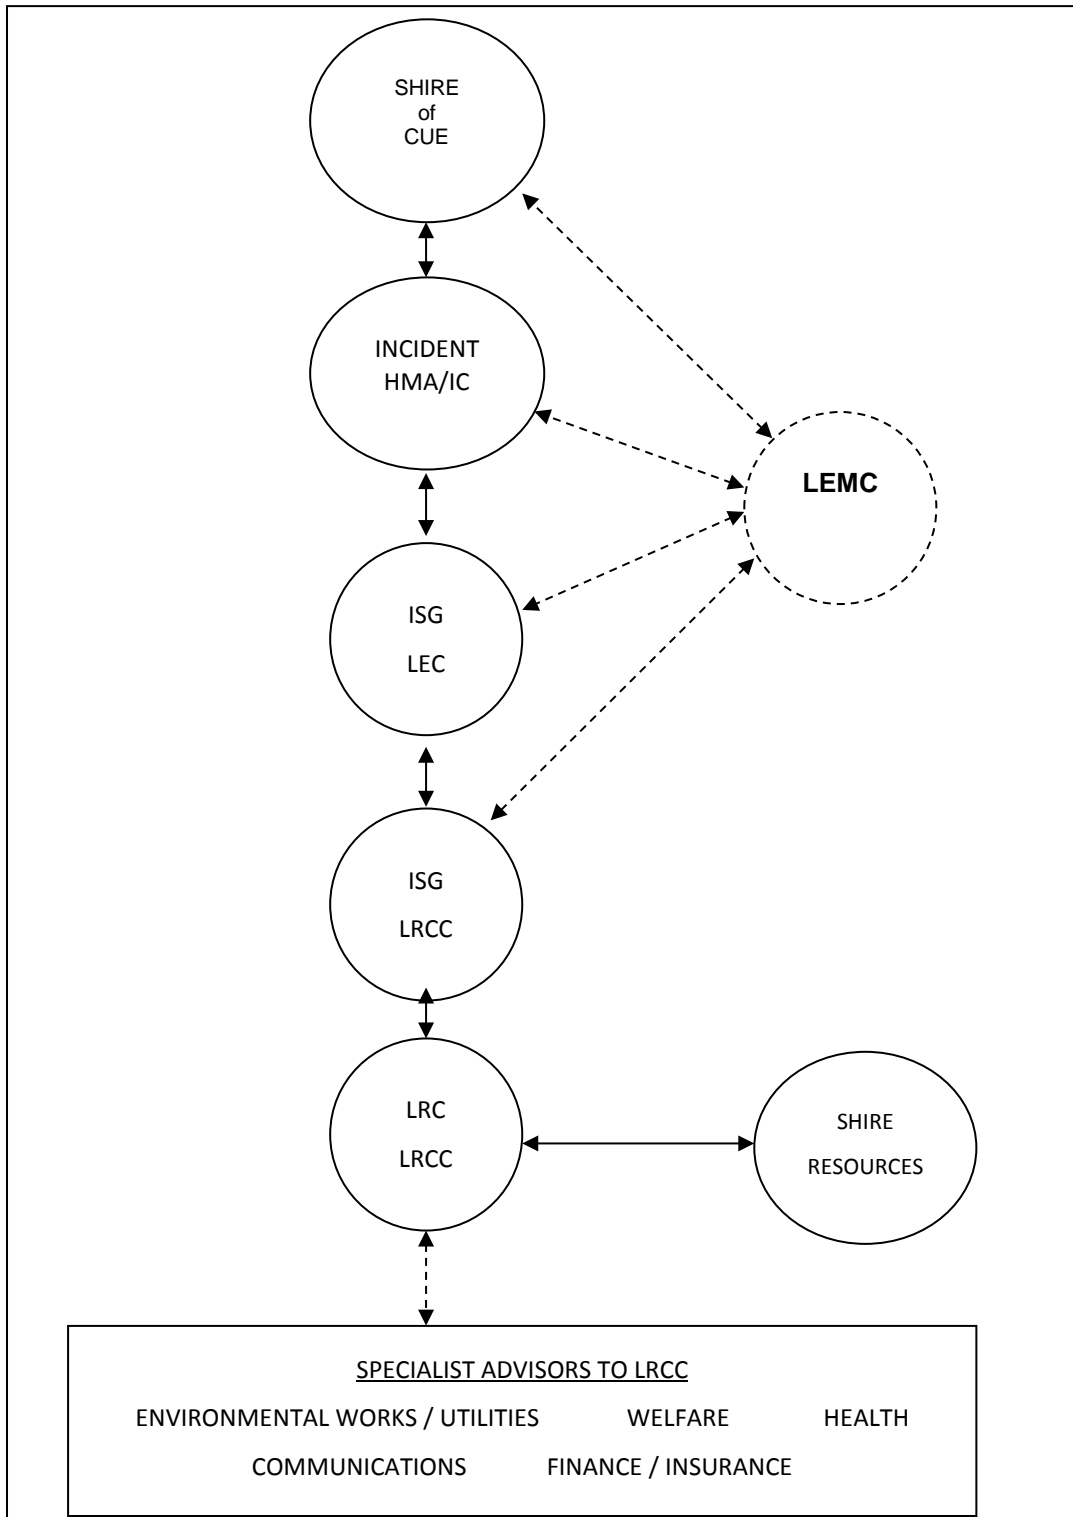 SHIRE
of
CUE
INCIDENT
HMA/IC
LEMC
ISG
LEC
ISG
LRCC
LRC
LRCC
SHIRE
RESOURCES
SPECIALIST ADVISORS TO LRCC
ENVIRONMENTAL WORKS / UTILITIES WELFARE HEALTH
COMMUNICATIONS FINANCE / INSURANCE